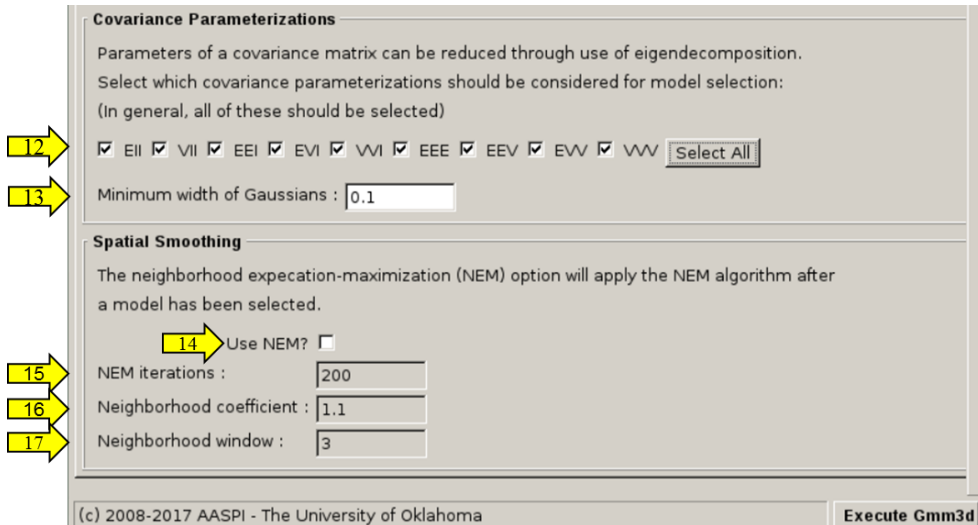 Covariance Parameterizations
Parameters of a covariance matrix can be reduced through use of eigendecomposition.
Select which covariance parameterizations should be considered for model selection:
(In general, all of these should be selected)
12 EII VII EEI EVI VVI EEE EEV EVV VVV Select All
13 Minimum width of Gaussians : 0.1
Spatial Smoothing
The neighborhood expecation-maximization (NEM) option will apply the NEM algorithm after
a model has been selected.
14 Use NEM?
15 NEM iterations : 200
16 Neighborhood coefficient : 1.1
17 Neighborhood window : 3
(c) 2008-2017 AASPI - The University of Oklahoma Execute Gmm3d